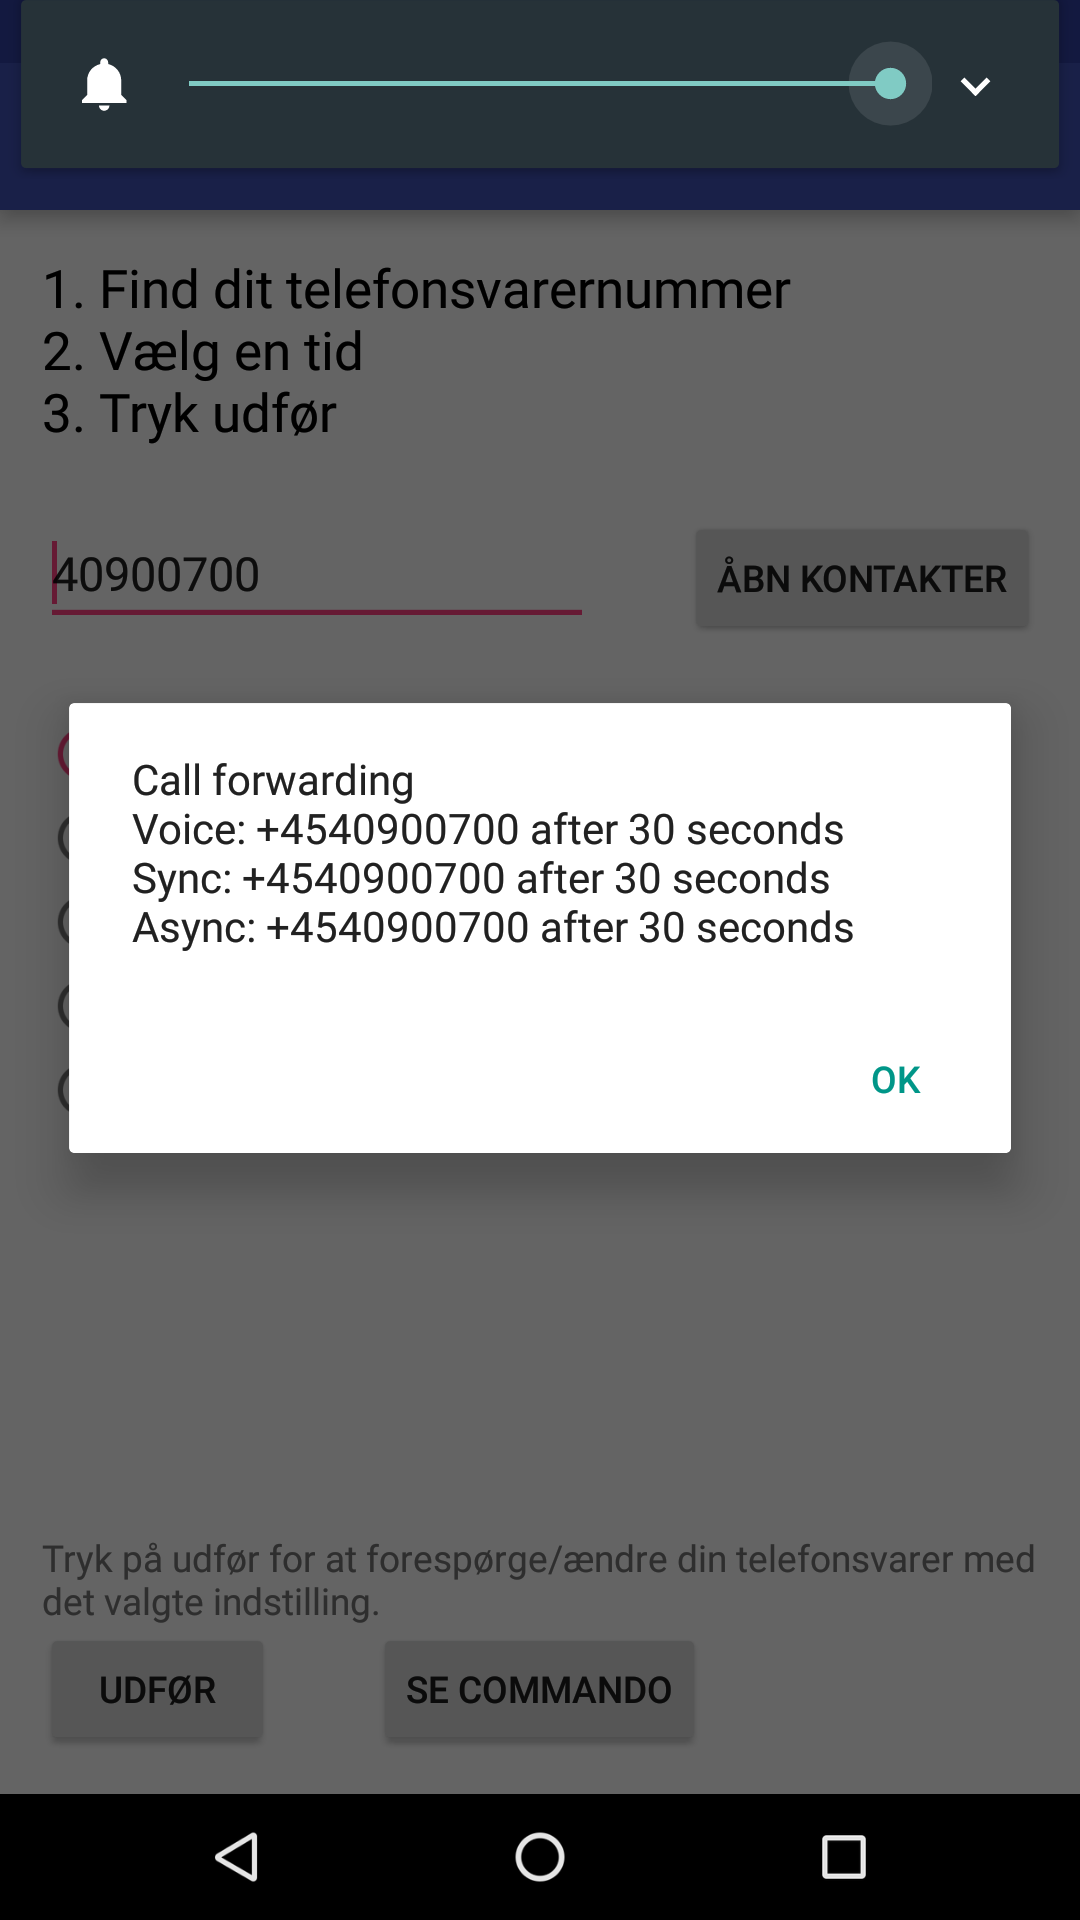 1. Find dit telefonsvarernummer
2. Vælg en tid
3. Tryk udfør
40900700
ÅBN KONTAKTER
Call forwarding
Voice: +4540900700 after 30 seconds
Sync: +4540900700 after 30 seconds
Async: +4540900700 after 30 seconds
OK
Tryk på udfør for at forespørge/ændre din telefonsvarer med
det valgte indstilling.
UDFØR
SE COMMANDO